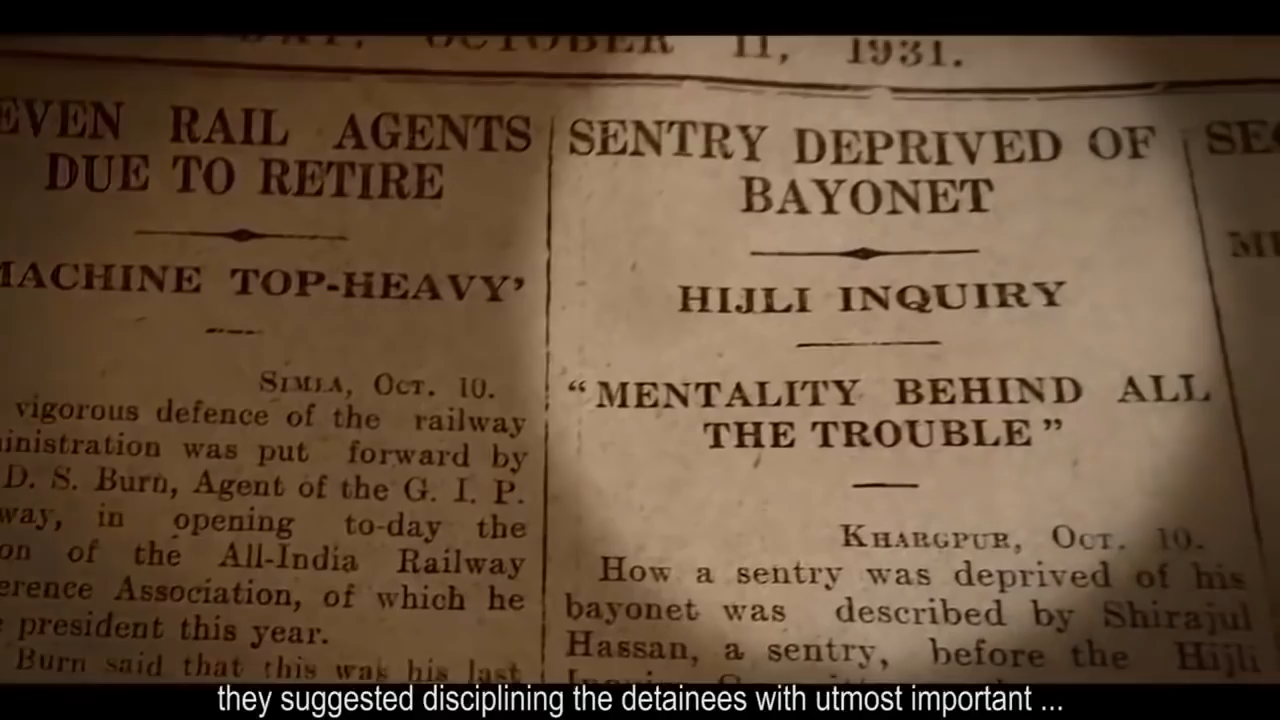 DAY, OCTOBER 11, 1931.
EVEN RAIL AGENTS
DUE TO RETIRE
MACHINE TOP-HEAVY'
SIMLA, OCT. 10.
vigorous defence of the railway
inistration was put forward by
D. S. Burn, Agent of the G. I. P.
way, in opening to-day the
on of the All-India Railway
erence Association, of which he
president this year.
Burn said that this was his last
SENTRY DEPRIVED OF
BAYONET
HIJLI INQUIRY
"MENTALITY BEHIND ALL
THE TROUBLE"
KHARGPUR, OCT. 10.
How a sentry was deprived of his
bayonet was described by Shirajul
Hassan, a sentry, before the Hijli
they suggested disciplining the detainees with utmost important ...